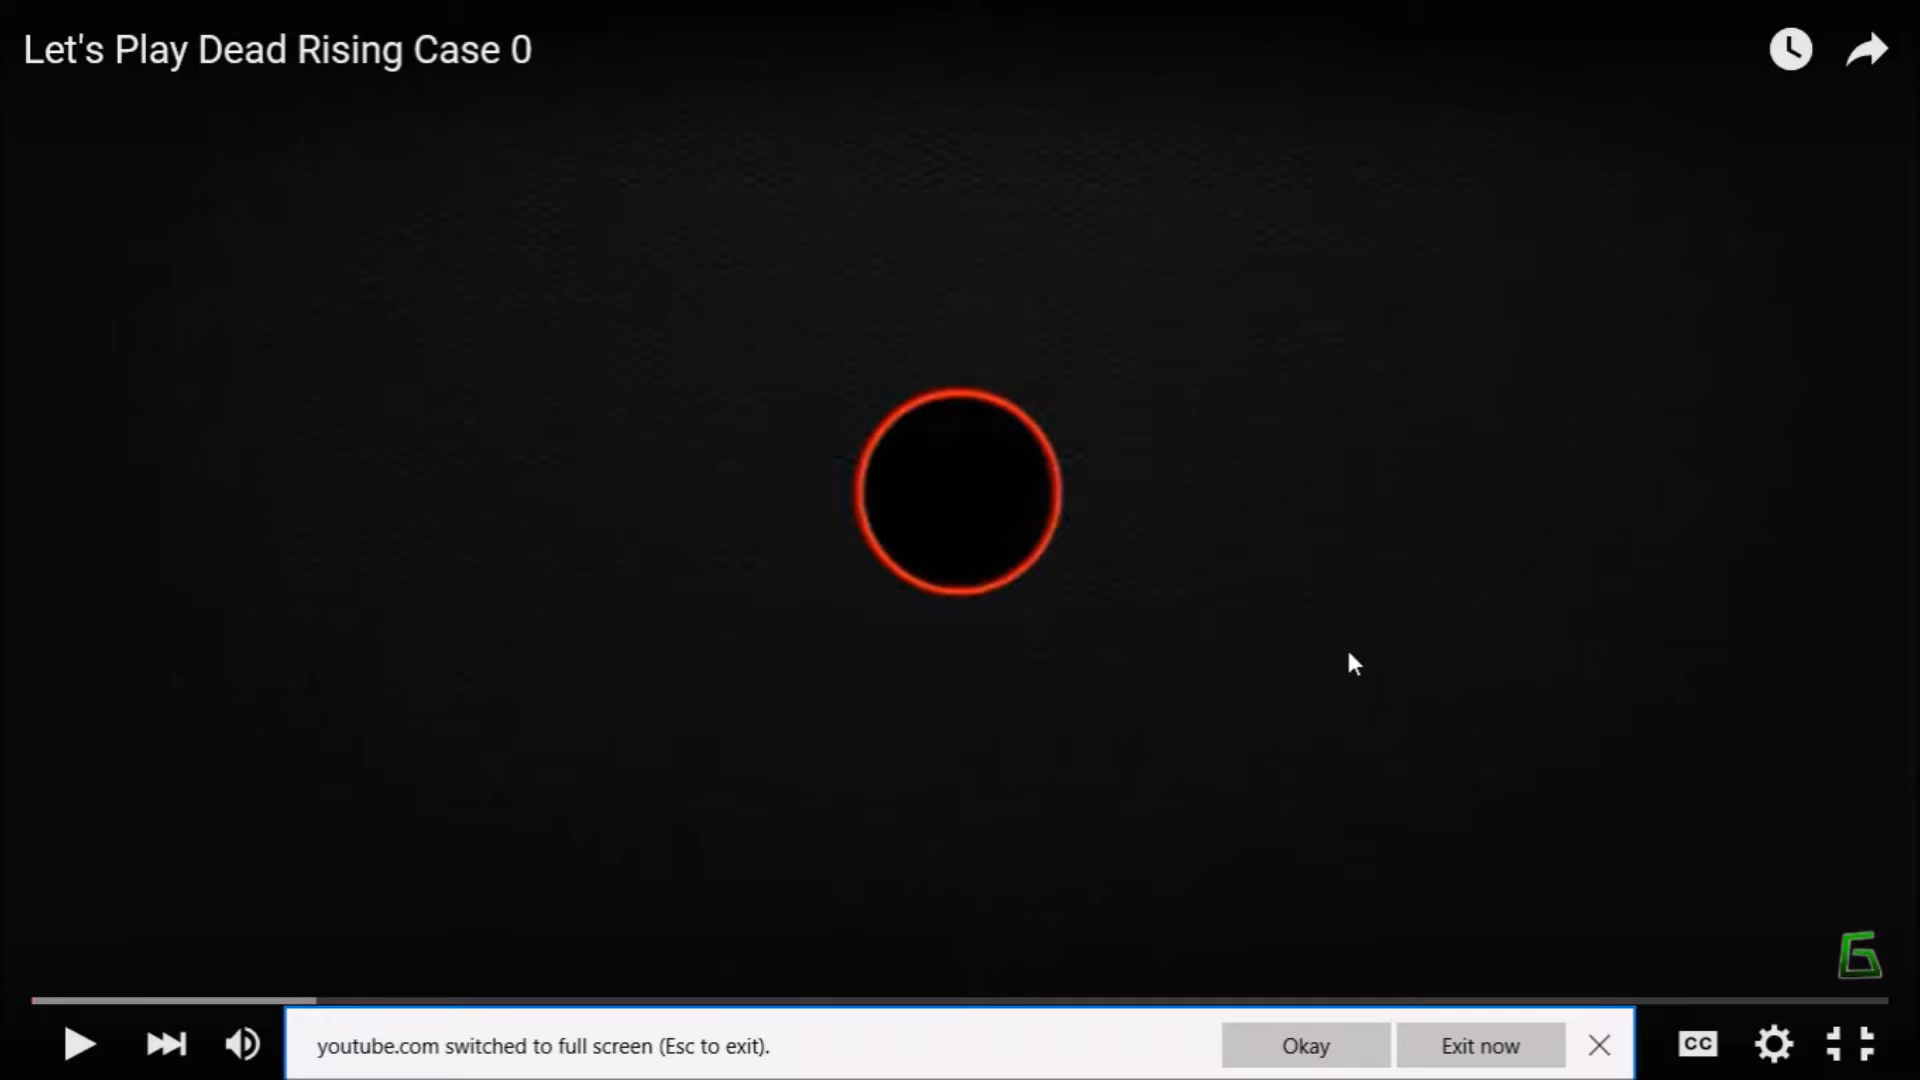 Let's Play Dead Rising Case 0
G
youtube.com switched to full screen (Esc to exit).
Okay
Exit now
CC